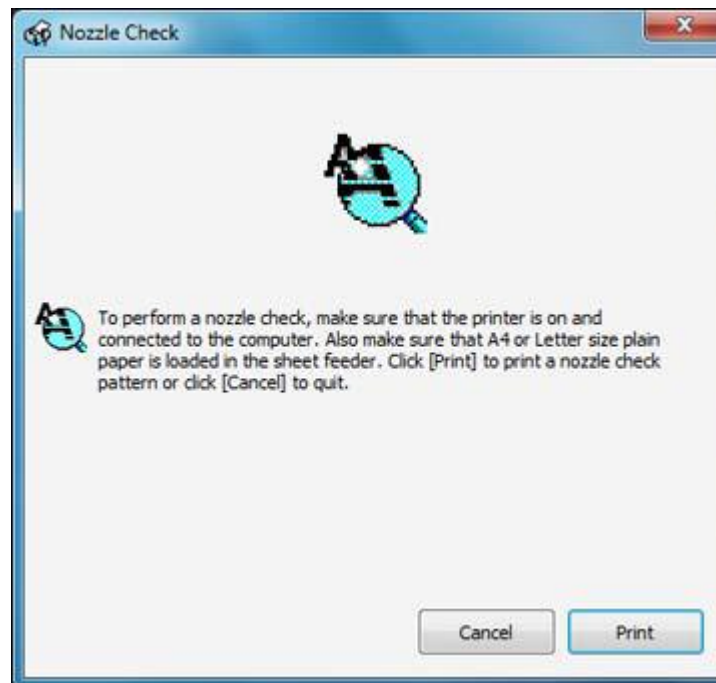 Nozzle Check
To perform a nozzle check, make sure that the printer is on and
connected to the computer. Also make sure that A4 or Letter size plain
paper is loaded in the sheet feeder. Click [Print] to print a nozzle check
pattern or click [Cancel] to quit.
Cancel
Print